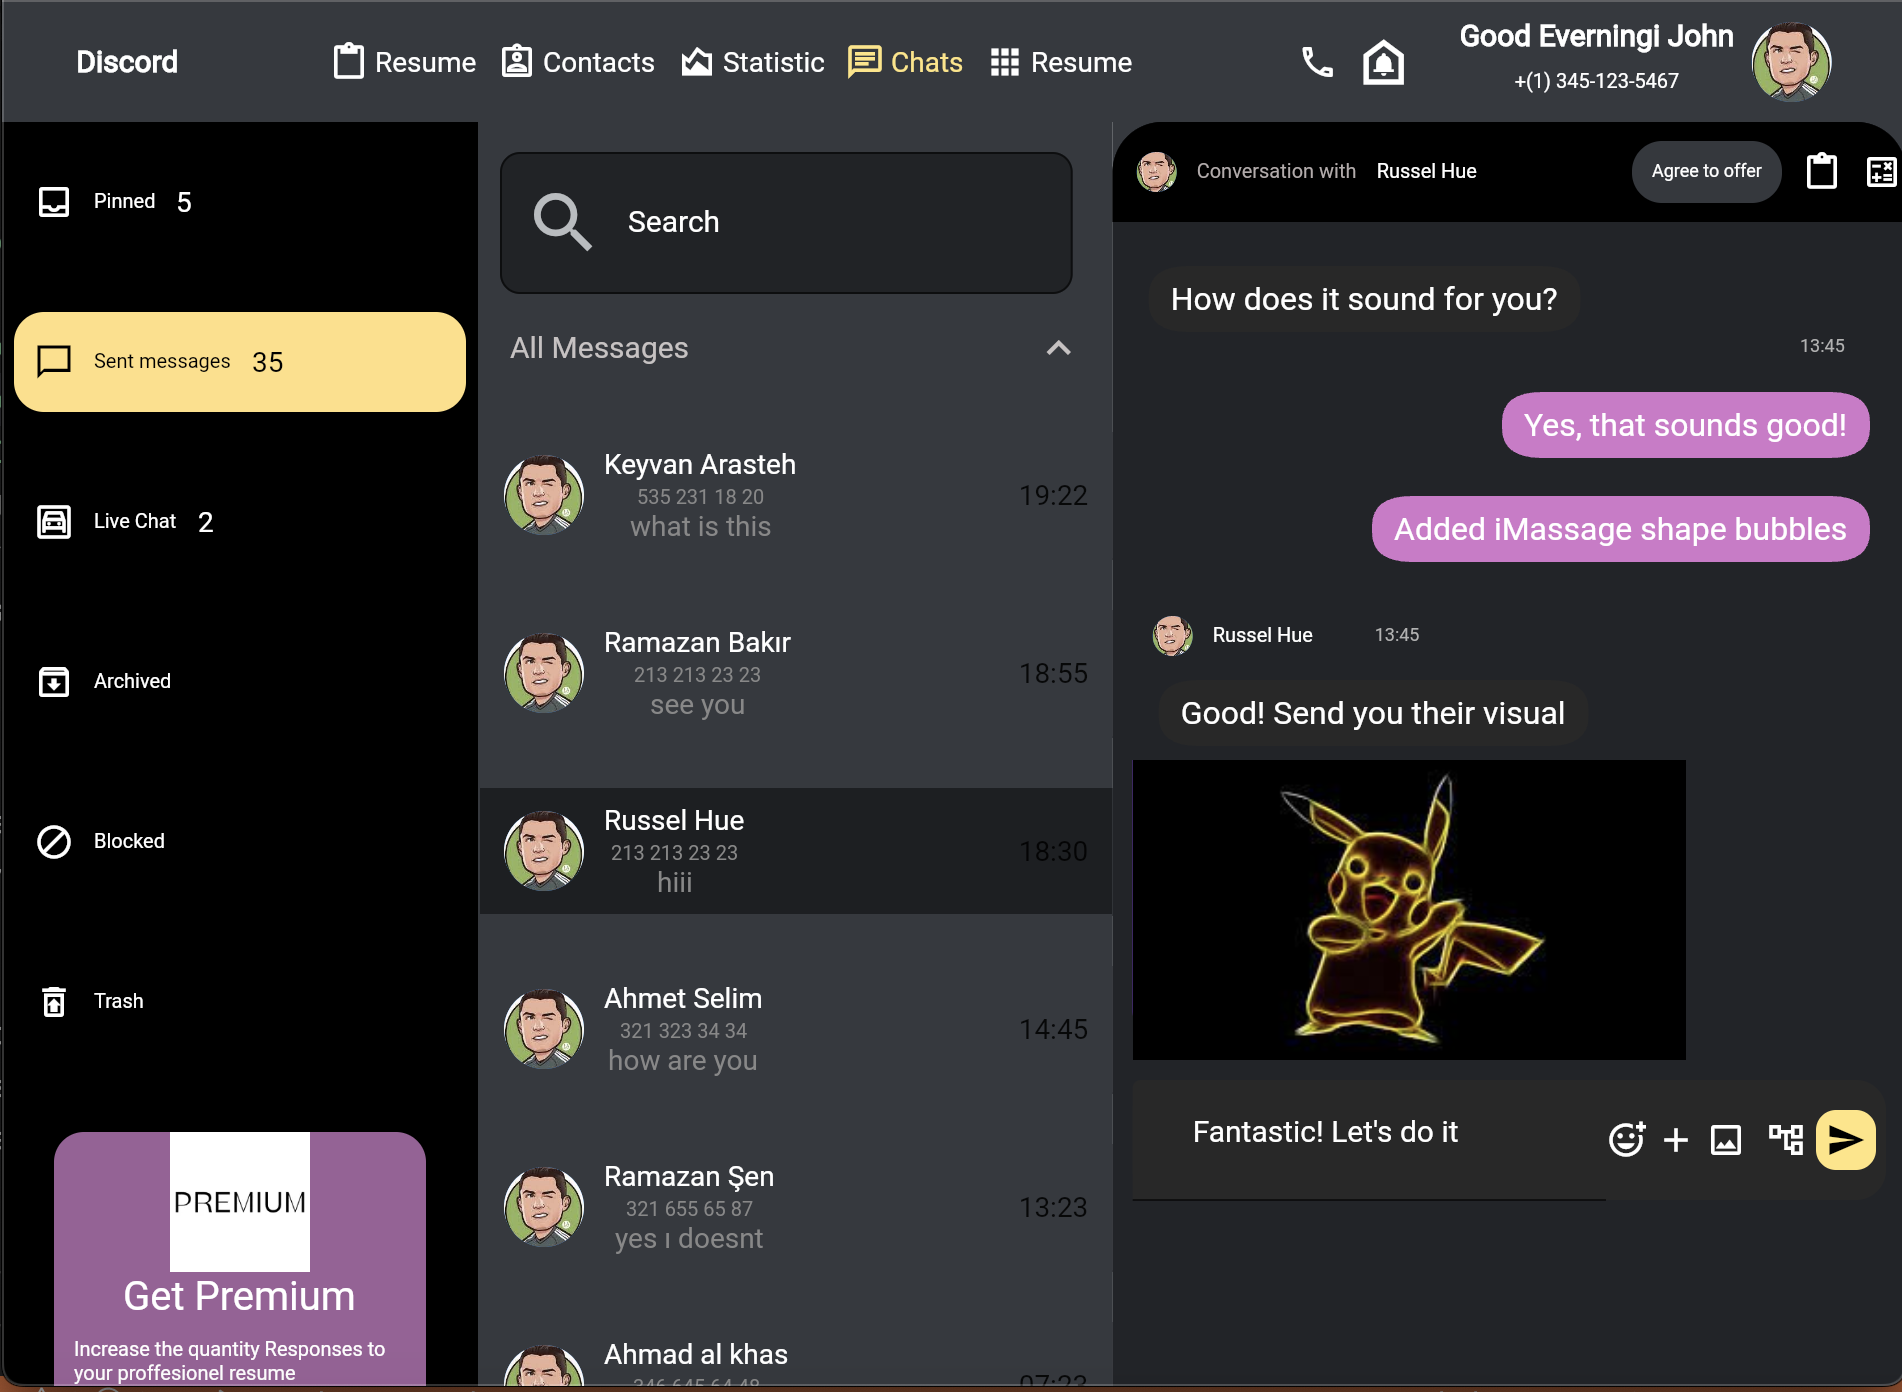 Discord
Resume
Contacts
Statistic
Chats
Resume
Good Everningi John
+(1) 345-123-5467
Pinned 5
Sent messages 35
Live Chat 2
Archived
Blocked
Trash
PREMIUM
Get Premium
Increase the quantity Responses to
your proffesionel resume
Search
All Messages
Keyvan Arasteh
535 231 18 20
what is this
19:22
Ramazan Bakır
213 213 23 23
see you
18:55
Russel Hue
213 213 23 23
hiii
18:30
Ahmet Selim
321 323 34 34
how are you
14:45
Ramazan Şen
321 655 65 87
yes ı doesnt
13:23
Ahmad al khas
346 645 64 48
07:23
Conversation with Russel Hue
Agree to offer
How does it sound for you?
13:45
Yes, that sounds good!
Added iMassage shape bubbles
Russel Hue 13:45
Good! Send you their visual
Fantastic! Let's do it